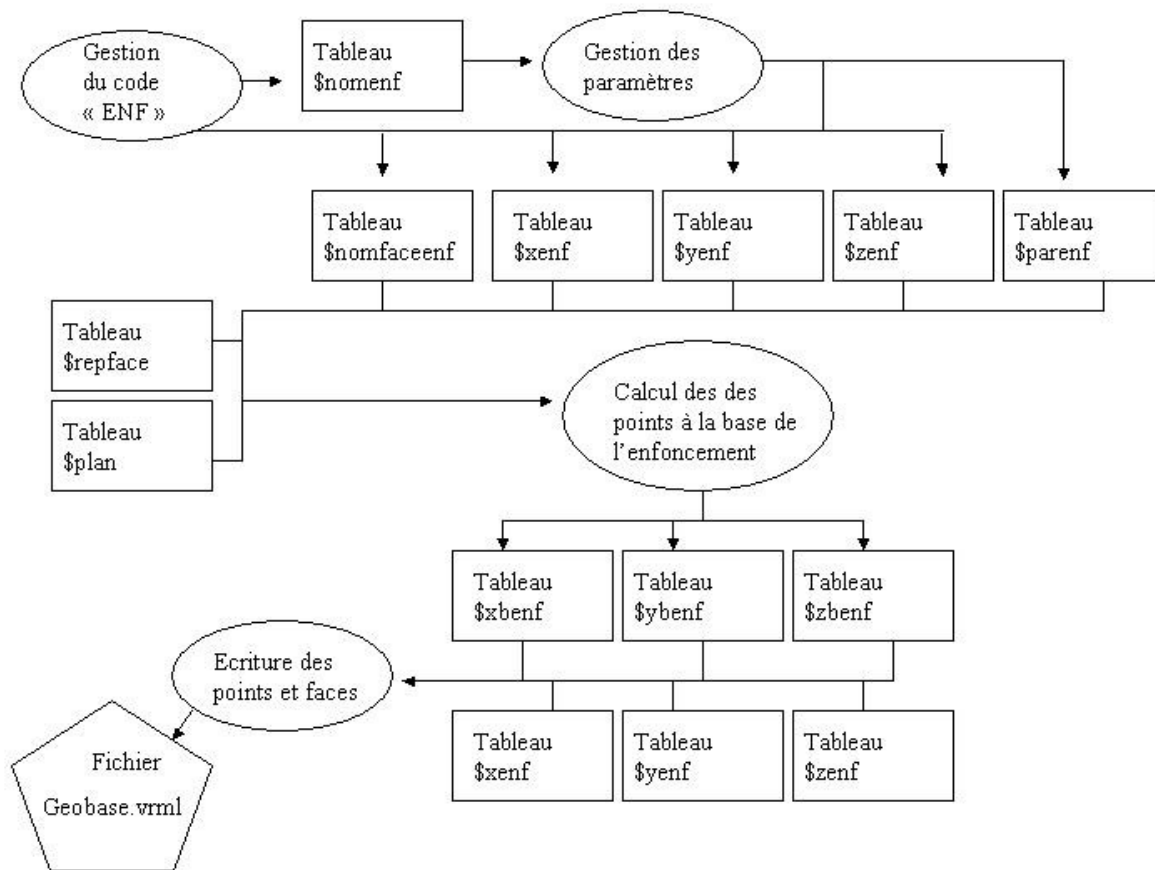 Gestion
du code
« ENF »
Tableau
$nomenf
Gestion des
paramètres
Tableau
$nomfaceenf
Tableau
$xenf
Tableau
$yenf
Tableau
$zenf
Tableau
$parenf
Tableau
$repface
Tableau
$plan
Calcul des des
points à la base de
l'enfoncement
Tableau
$xbenf
Tableau
$ybenf
Tableau
$zbenf
Ecriture des
points et faces
Tableau
$xenf
Tableau
$yenf
Tableau
$zenf
Fichier
Geobase.vrml